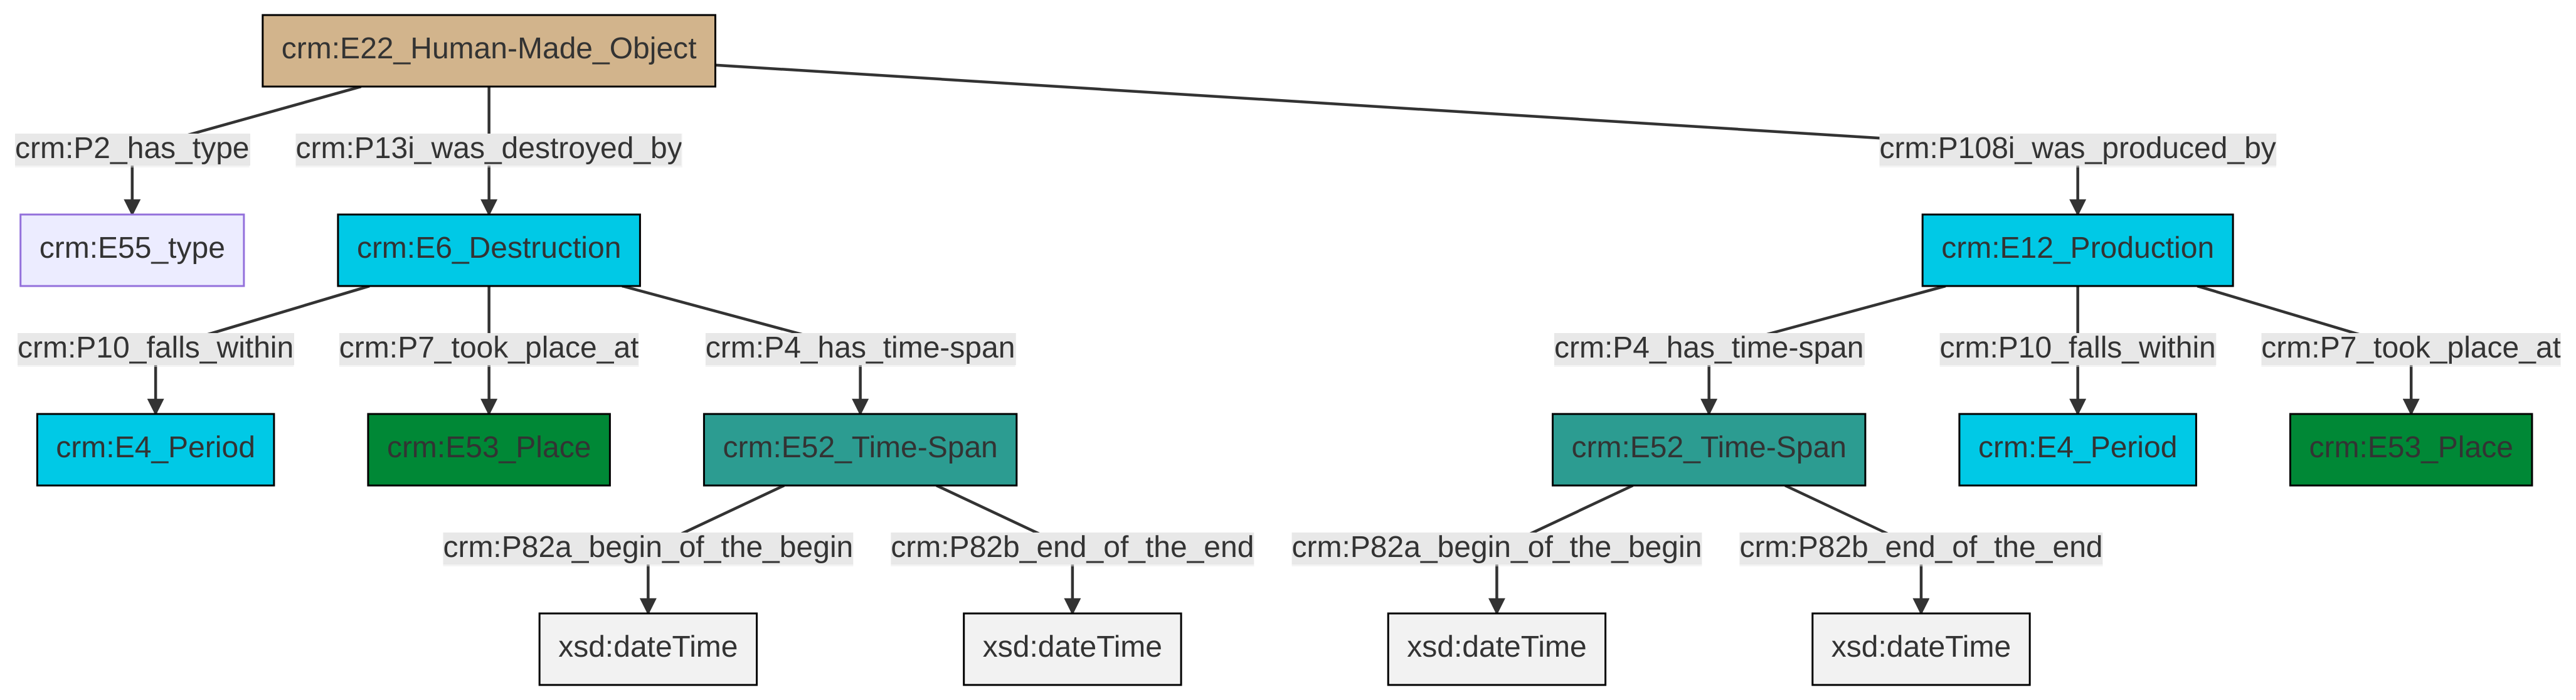 crm:E22_Human-Made_Object
crm:P2_has_type
crm:P13i_was_destroyed_by
crm:P108i_was_produced_by
crm:E55_type
crm:E6_Destruction
crm:E12_Production
crm:P10_falls_within
crm:P7_took_place_at
crm:P4_has_time-span
crm:P4_has_time-span
crm:P10_falls_within
crm:P7_took_place_at
crm:E4_Period
crm:E53_Place
crm:E52_Time-Span
crm:E52_Time-Span
crm:E4_Period
crm:E53_Place
crm:P82a_begin_of_the_begin
crm:P82b_end_of_the_end
crm:P82a_begin_of_the_begin
crm:P82b_end_of_the_end
xsd:dateTime
xsd:dateTime
xsd:dateTime
xsd:dateTime